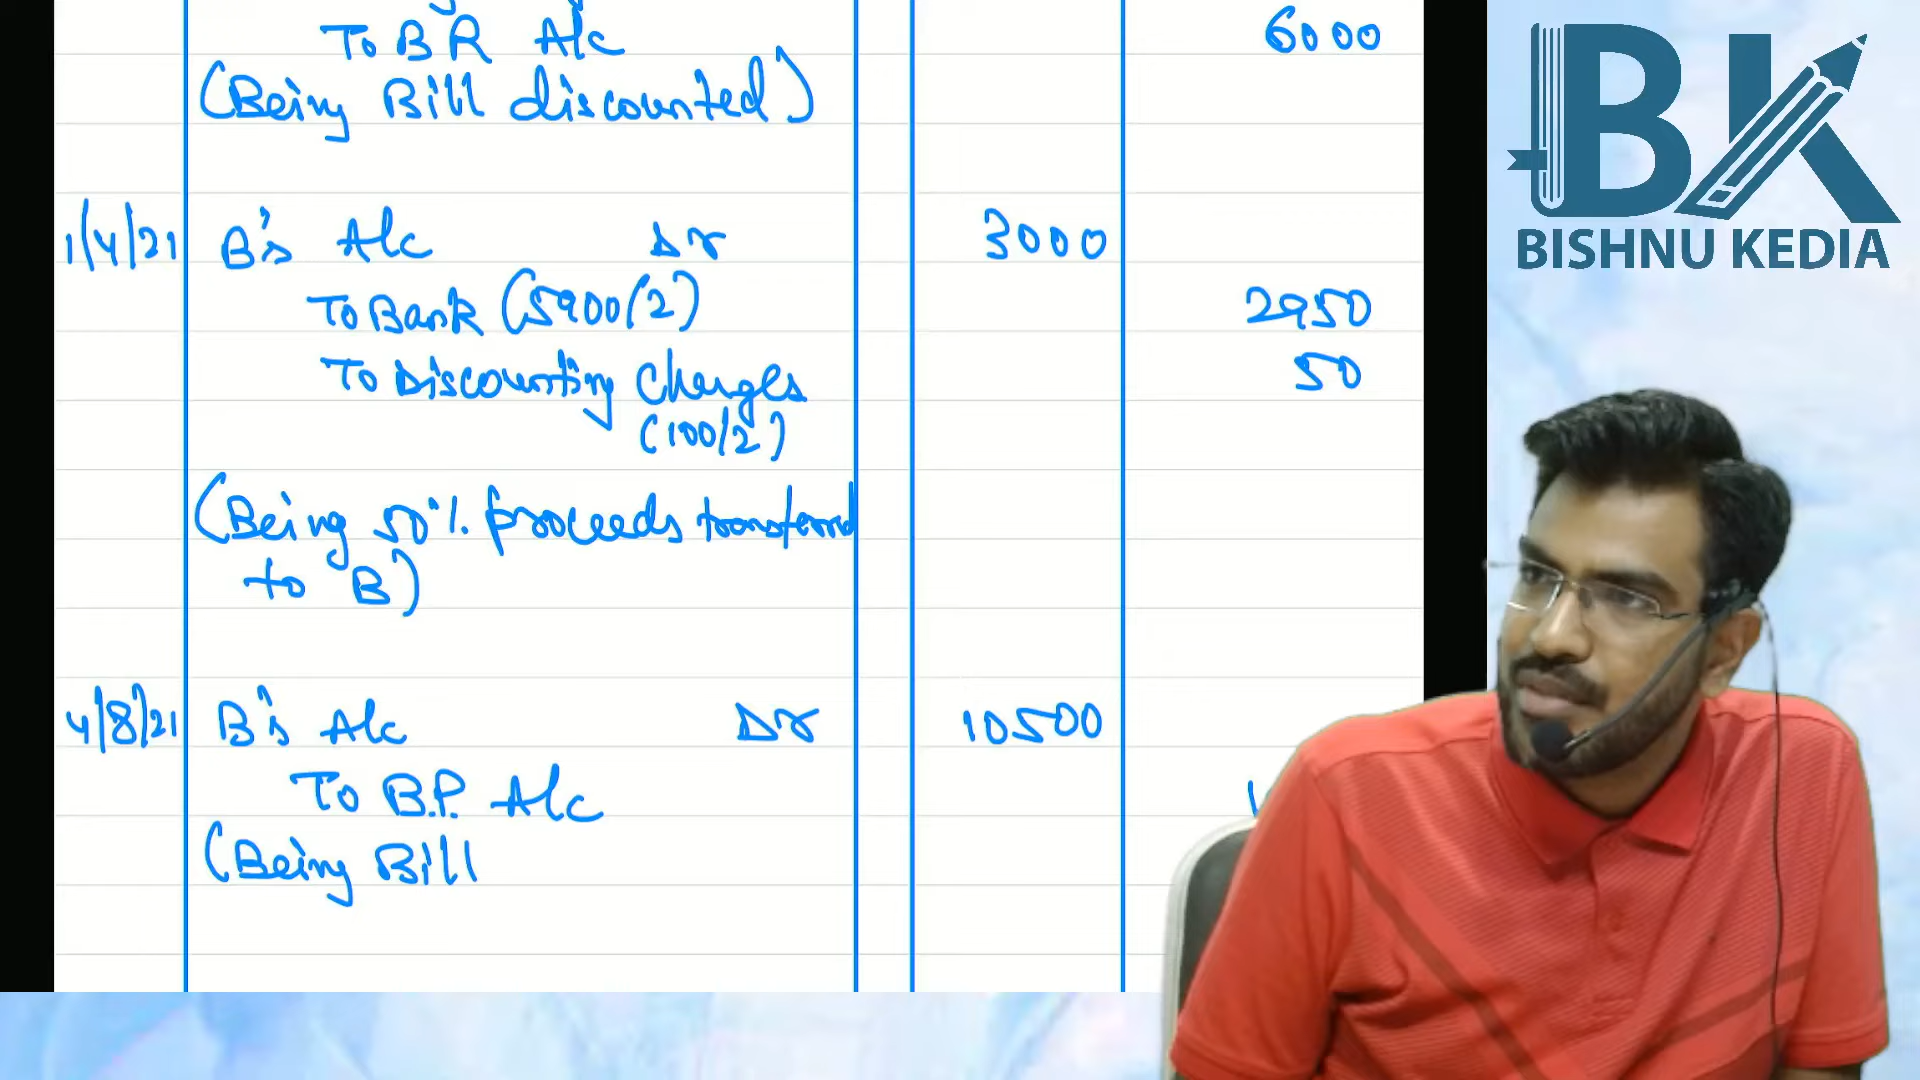 To BR A/c 6000
(Being Bill discounted)
1/4/21 B's A/c Dr 3000
To Bank (5900/2) 2950
To Discounting Charges 50
(100/2)
(Being 50% proceeds transferred
to B)
4/8/21 B's A/c Dr 10500
To B.P. A/c
(Being Bill
BK
BISHNU KEDIA